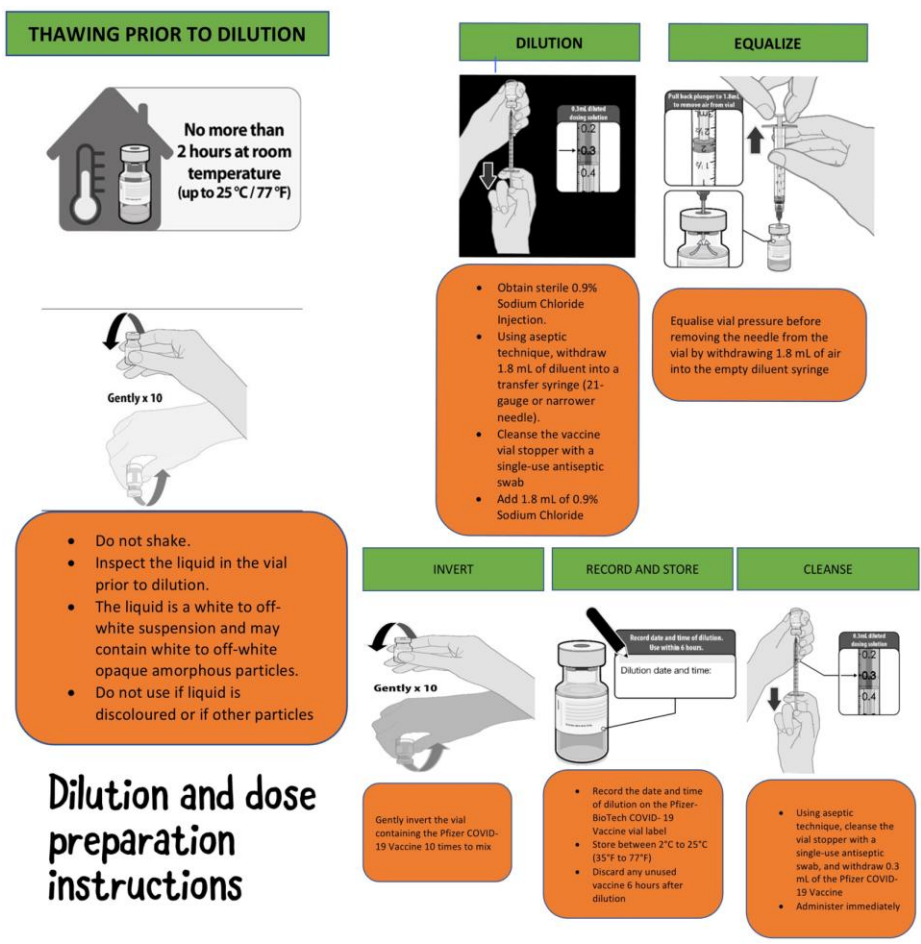 THAWING PRIOR TO DILUTION
No more than
2 hours at room
temperature
(up to 25 °C / 77 °F)
Gently x 10
• Do not shake.
• Inspect the liquid in the vial
prior to dilution.
• The liquid is a white to off-
white suspension and may
contain white to off-white
opaque amorphous particles.
• Do not use if liquid is
discoloured or if other particles
DILUTION
0.3mL diluted
dosing solution
0.2
0.3
0.4
• Obtain sterile 0.9%
Sodium Chloride
Injection.
• Using aseptic
technique, withdraw
1.8 mL of diluent into a
transfer syringe (21-
gauge or narrower
needle).
• Cleanse the vaccine
vial stopper with a
single-use antiseptic
swab
• Add 1.8 mL of 0.9%
Sodium Chloride
EQUALIZE
Pull back plunger to 1.8mL
to remove air from vial
Equalise vial pressure before
removing the needle from the
vial by withdrawing 1.8 mL of air
into the empty diluent syringe
INVERT
Gently x 10
Gently invert the vial
containing the Pfizer COVID-
19 Vaccine 10 times to mix
RECORD AND STORE
Record date and time of dilution.
Use within 6 hours.
Dilution date and time:
• Record the date and time
of dilution on the Pfizer-
BioTech COVID- 19
Vaccine vial label
• Store between 2°C to 25°C
(35°F to 77°F)
• Discard any unused
vaccine 6 hours after
dilution
CLEANSE
0.3mL diluted
dosing solution
0.2
0.3
0.4
• Using aseptic
technique, cleanse the
vial stopper with a
single-use antiseptic
swab, and withdraw 0.3
mL of the Pfizer COVID-
19 Vaccine
• Administer immediately
Dilution and dose
preparation
instructions